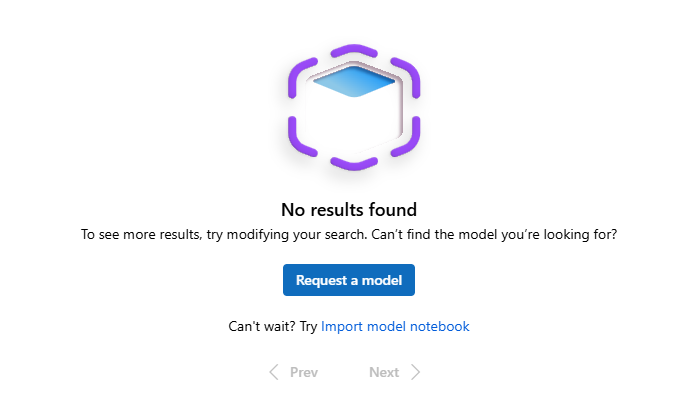 No results found
To see more results, try modifying your search. Can’t find the model you’re looking for?
Request a model
Can't wait? Try Import model notebook
Prev Next